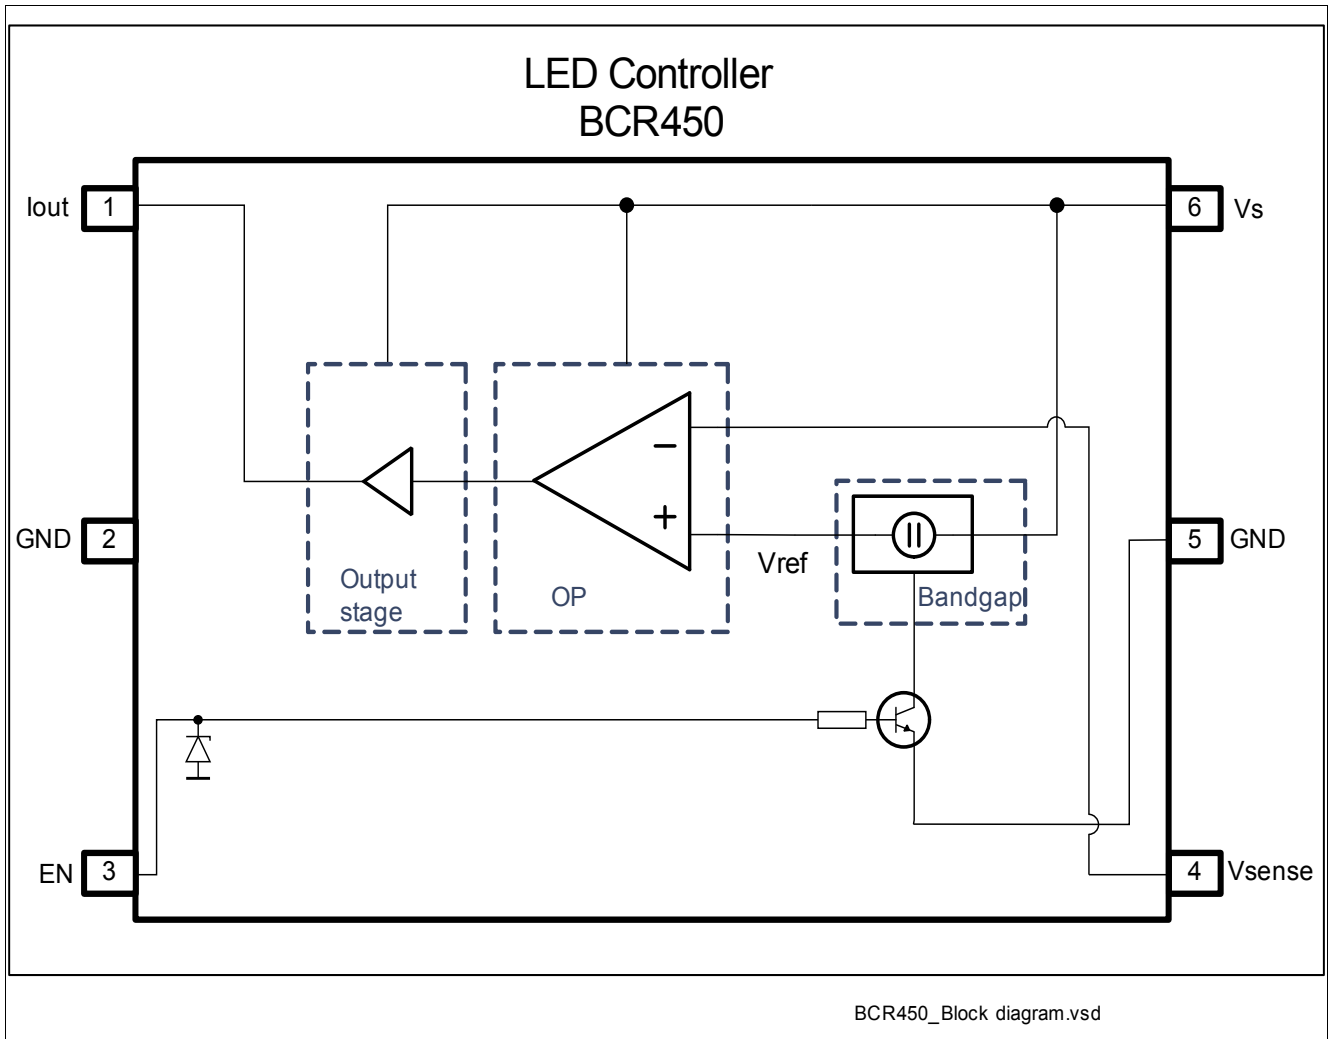 LED Controller
BCR450
Iout
1
6
Vs
−
+
Vref
GND
2
5
GND
Output
stage
OP
Bandgap
EN
3
4
Vsense
BCR450_Block diagram.vsd